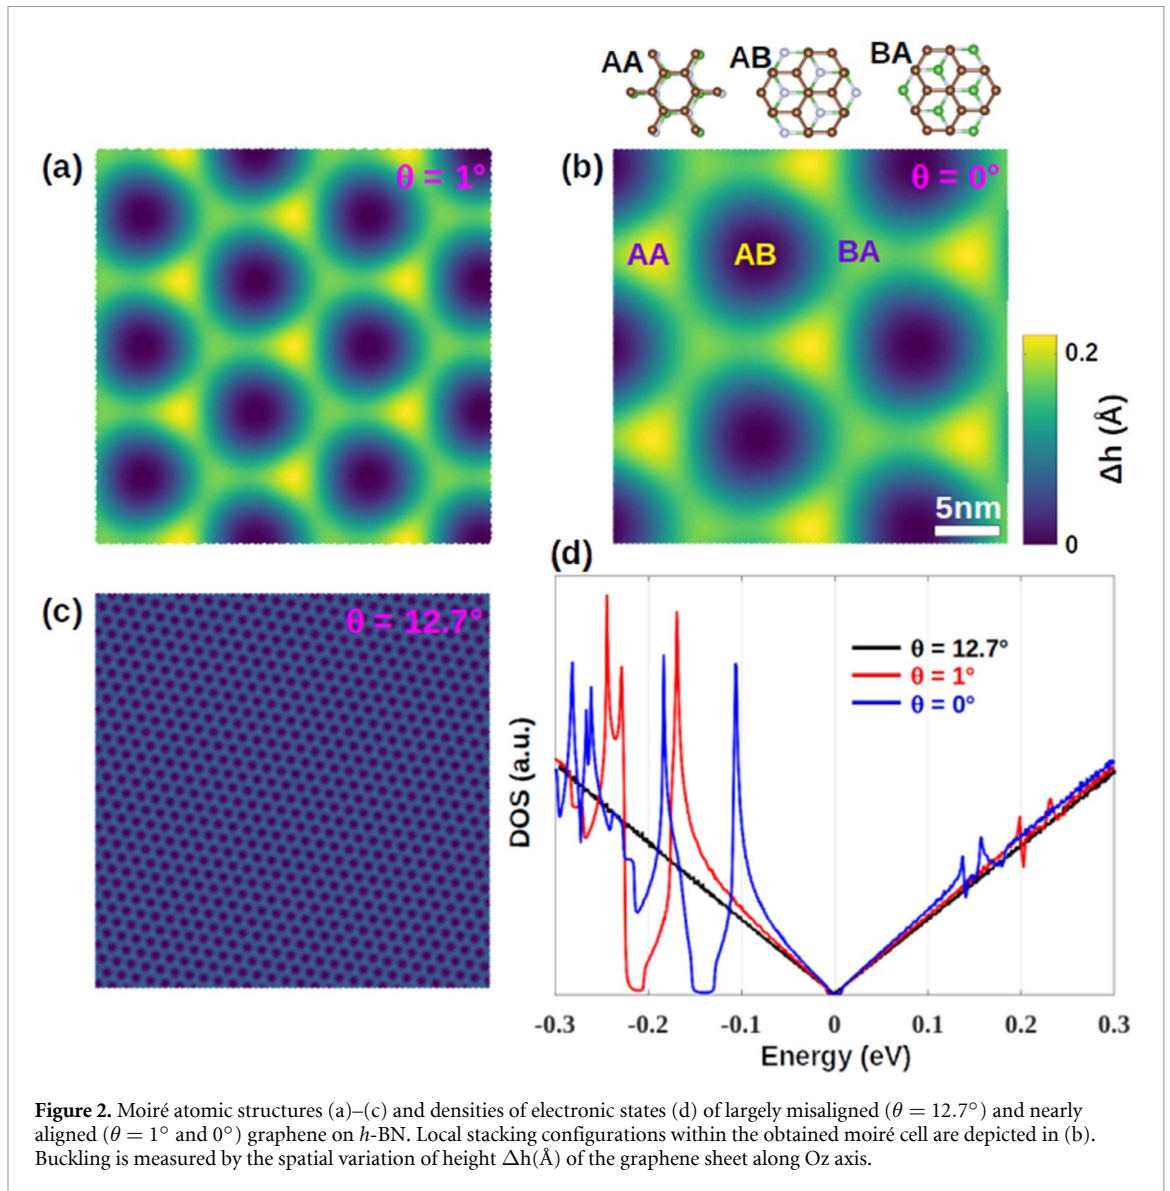 AA AB BA
(a) θ = 1°
(b) θ = 0°
AA AB BA
5nm
0.2
Δh (Å)
0
(c) θ = 12.7°
(d)
θ = 12.7°
θ = 1°
θ = 0°
DOS (a.u.)
-0.3 -0.2 -0.1 0 0.1 0.2 0.3
Energy (eV)
Figure 2. Moiré atomic structures (a)–(c) and densities of electronic states (d) of largely misaligned (θ = 12.7°) and nearly
aligned (θ = 1° and 0°) graphene on h-BN. Local stacking configurations within the obtained moiré cell are depicted in (b).
Buckling is measured by the spatial variation of height Δh(Å) of the graphene sheet along Oz axis.